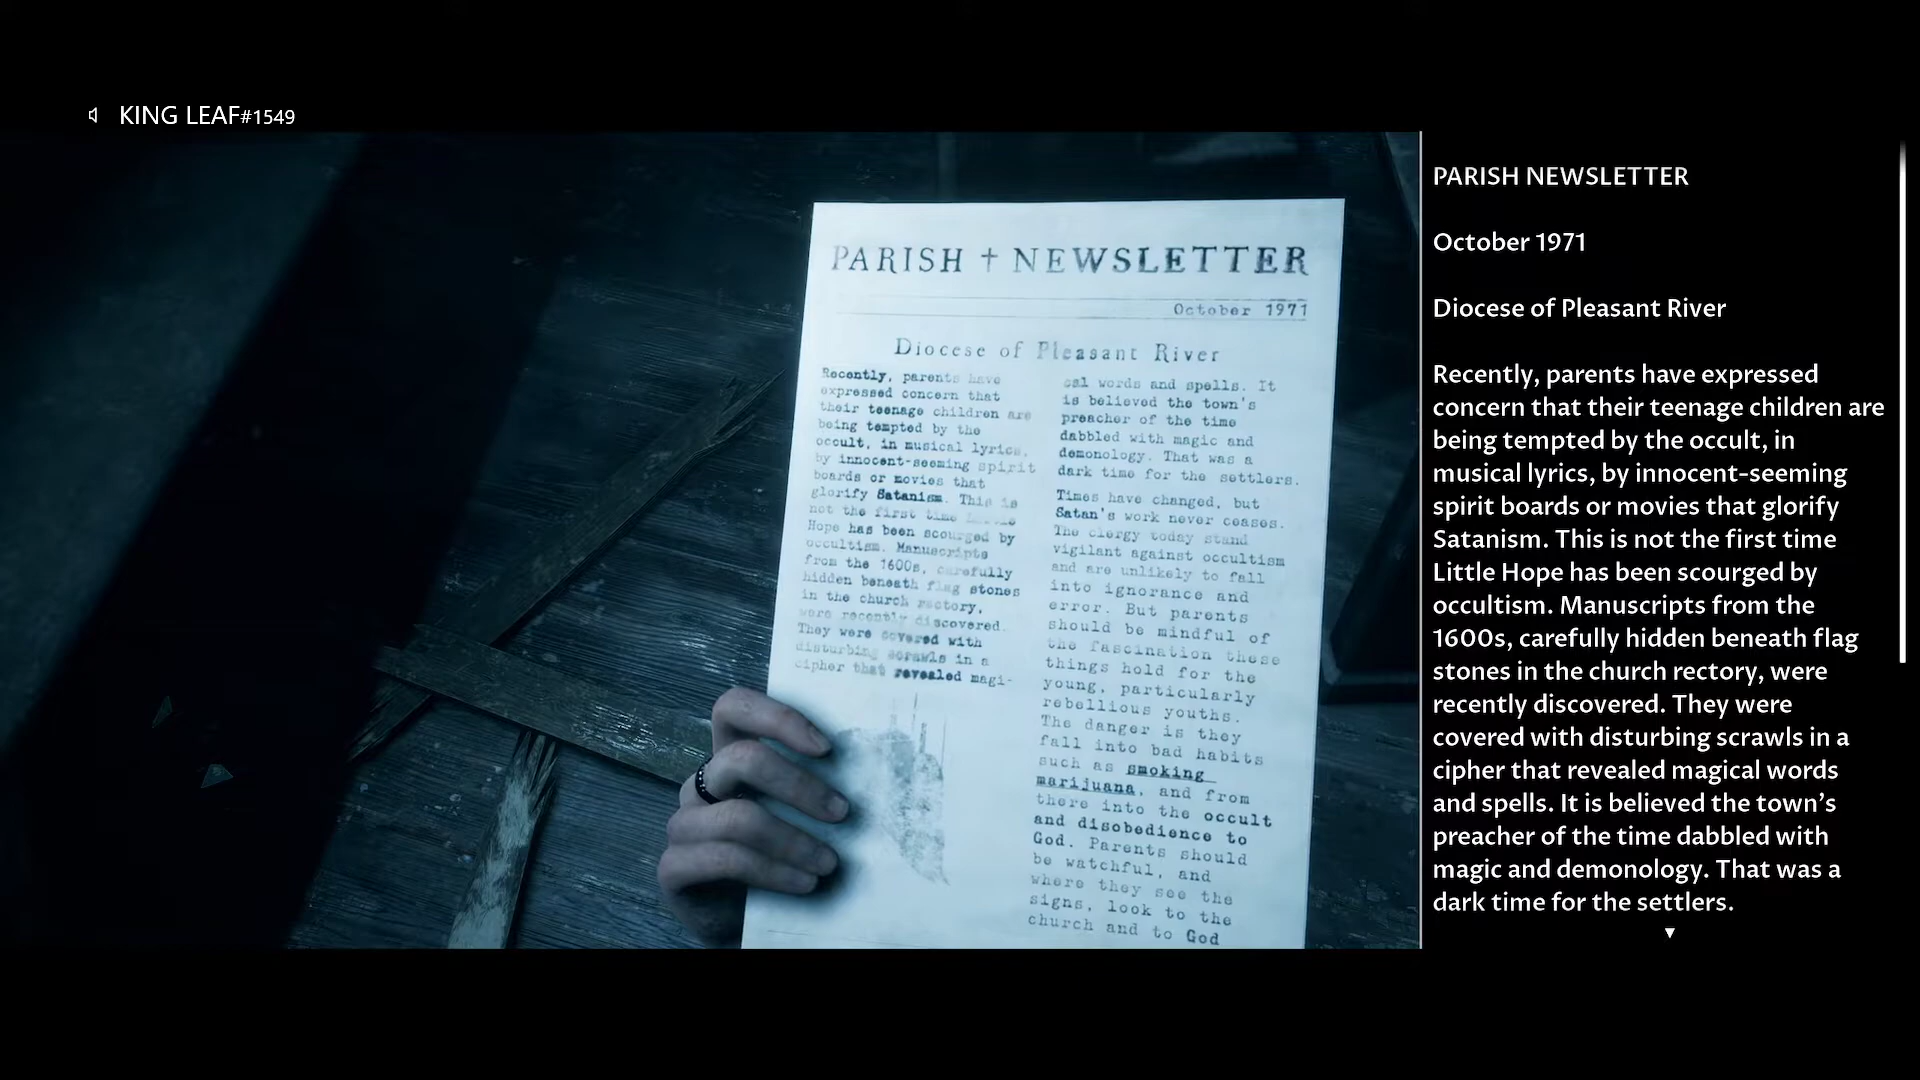 KING LEAF#1549
PARISH † NEWSLETTER
October 1971
Diocese of Pleasant River
Recently, parents have
expressed concern that
their teenage children are
being tempted by the
occult, in musical lyrics,
by innocent-seeming spirit
boards or movies that
glorify Satanism. This is
not the first time Little
Hope has been scourged by
occultism. Manuscripts
from the 1600s, carefully
hidden beneath flag stones
in the church rectory,
were recently discovered.
They were covered with
disturbing scrawls in a
cipher that revealed magi-
cal words and spells. It
is believed the town's
preacher of the time
dabbled with magic and
demonology. That was a
dark time for the settlers.
Times have changed, but
Satan's work never ceases.
The clergy today stand
vigilant against occultism
and are unlikely to fall
into ignorance and
error. But parents
should be mindful of
the fascination these
things hold for the
young, particularly
rebellious youths.
The danger is they
fall into bad habits
such as smoking
marijuana, and from
there into the occult
and disobedience to
God. Parents should
be watchful, and
where they see the
signs, look to the
church and to God
PARISH NEWSLETTER
October 1971
Diocese of Pleasant River
Recently, parents have expressed
concern that their teenage children are
being tempted by the occult, in
musical lyrics, by innocent-seeming
spirit boards or movies that glorify
Satanism. This is not the first time
Little Hope has been scourged by
occultism. Manuscripts from the
1600s, carefully hidden beneath flag
stones in the church rectory, were
recently discovered. They were
covered with disturbing scrawls in a
cipher that revealed magical words
and spells. It is believed the town’s
preacher of the time dabbled with
magic and demonology. That was a
dark time for the settlers.